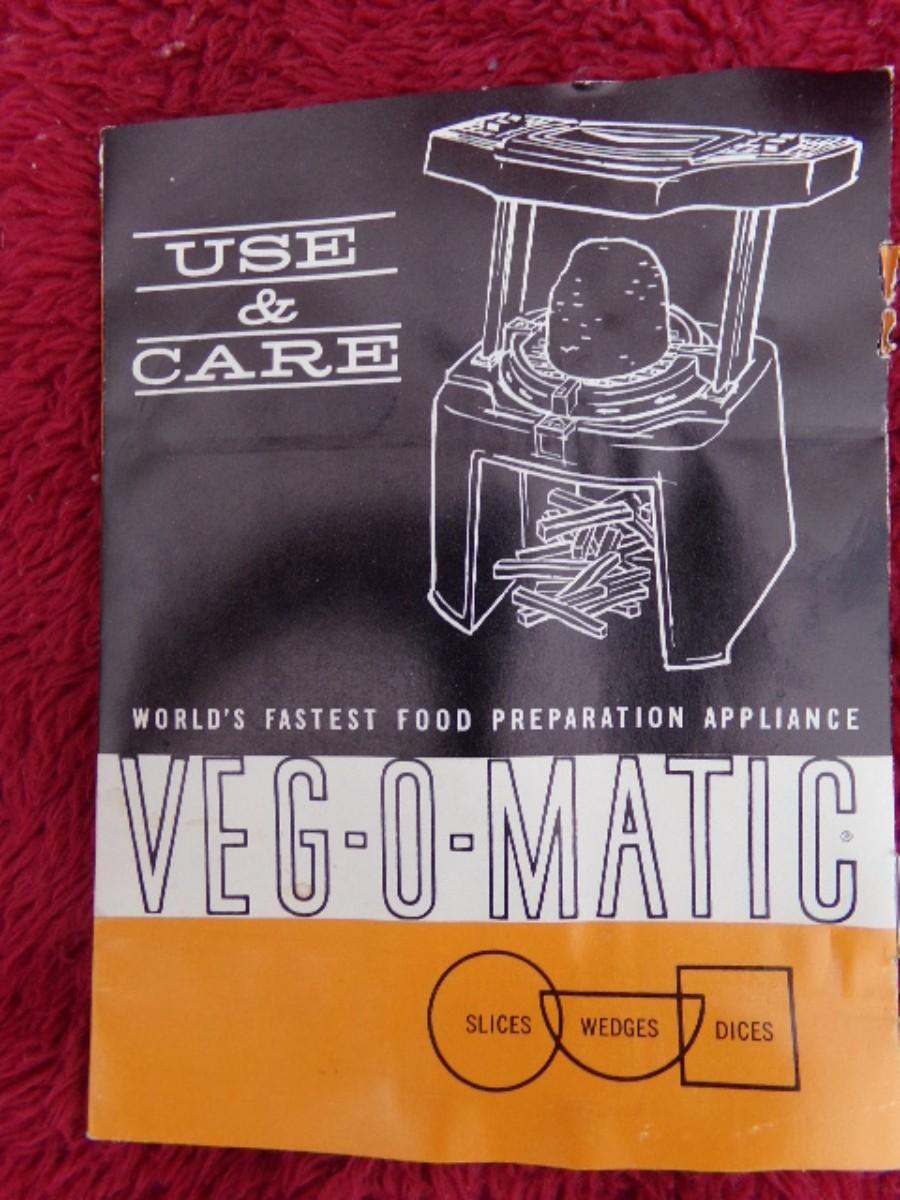 USE
&
CARE
WORLD'S FASTEST FOOD PREPARATION APPLIANCE
VEG-O-MATIC®
SLICES WEDGES DICES